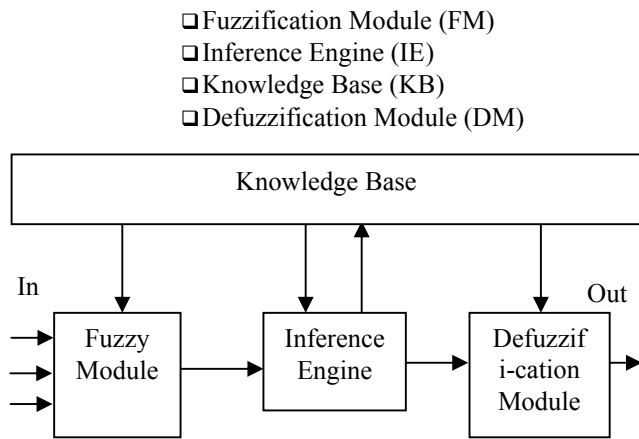 ❑Fuzzification Module (FM)
❑Inference Engine (IE)
❑Knowledge Base (KB)
❑Defuzzification Module (DM)
Knowledge Base
In
Out
Fuzzy
Module
Inference
Engine
Defuzzif
i-cation
Module